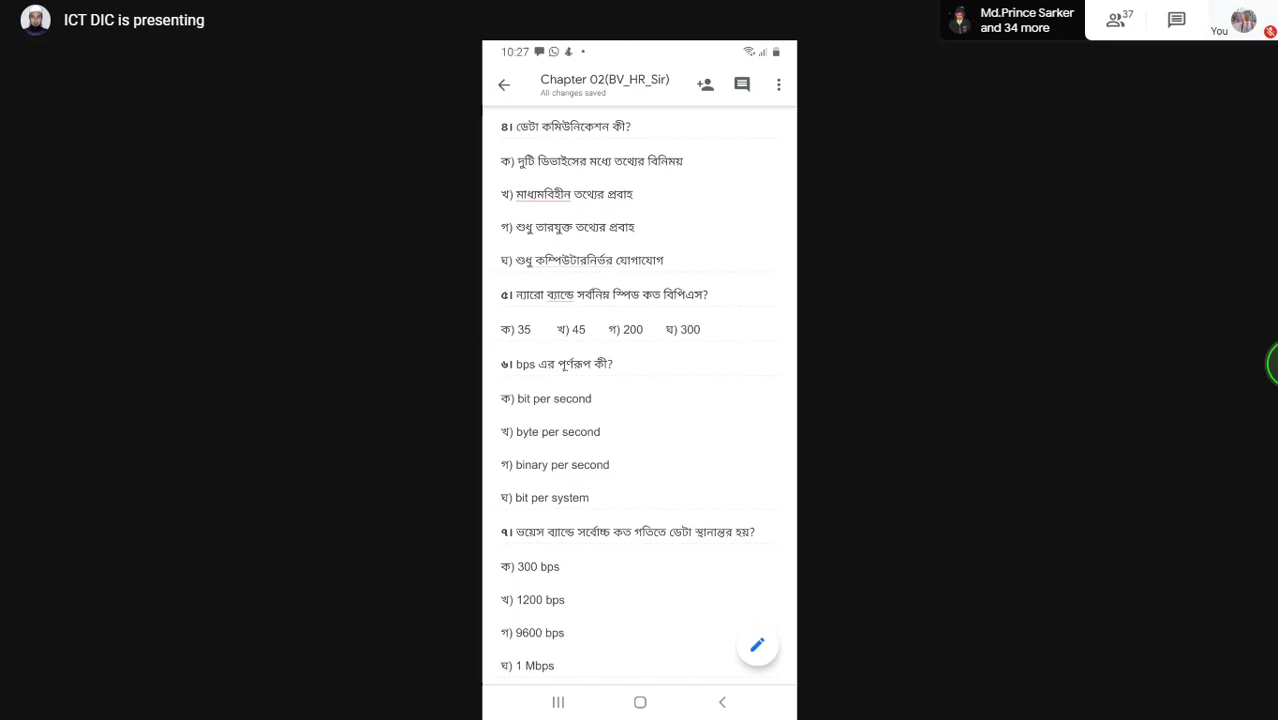 ICT DIC is presenting
Md.Prince Sarker
and 34 more
37
You
10:27
Chapter 02(BV_HR_Sir)
All changes saved
৪। ডেটা কমিউনিকেশন কী?
ক) দুটি ডিভাইসের মধ্যে তথ্যের বিনিময়
খ) মাধ্যমবিহীন তথ্যের প্রবাহ
গ) শুধু তারযুক্ত তথ্যের প্রবাহ
ঘ) শুধু কম্পিউটারনির্ভর যোগাযোগ
৫। ন্যারো ব্যান্ডে সর্বনিম্ন স্পিড কত বিপিএস?
ক) 35 খ) 45 গ) 200 ঘ) 300
৬। bps এর পূর্ণরূপ কী?
ক) bit per second
খ) byte per second
গ) binary per second
ঘ) bit per system
৭। ভয়েস ব্যান্ডে সর্বোচ্চ কত গতিতে ডেটা স্থানান্তর হয়?
ক) 300 bps
খ) 1200 bps
গ) 9600 bps
ঘ) 1 Mbps